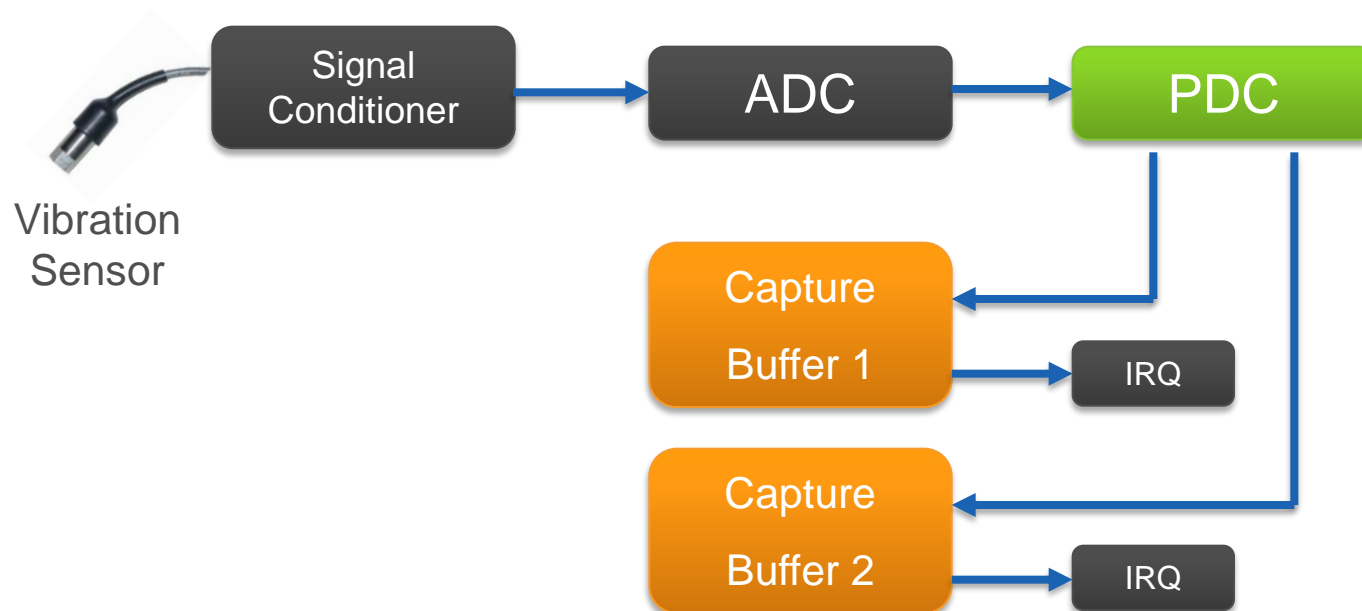 Signal
Conditioner
ADC
PDC
Vibration
Sensor
Capture
Buffer 1
IRQ
Capture
Buffer 2
IRQ